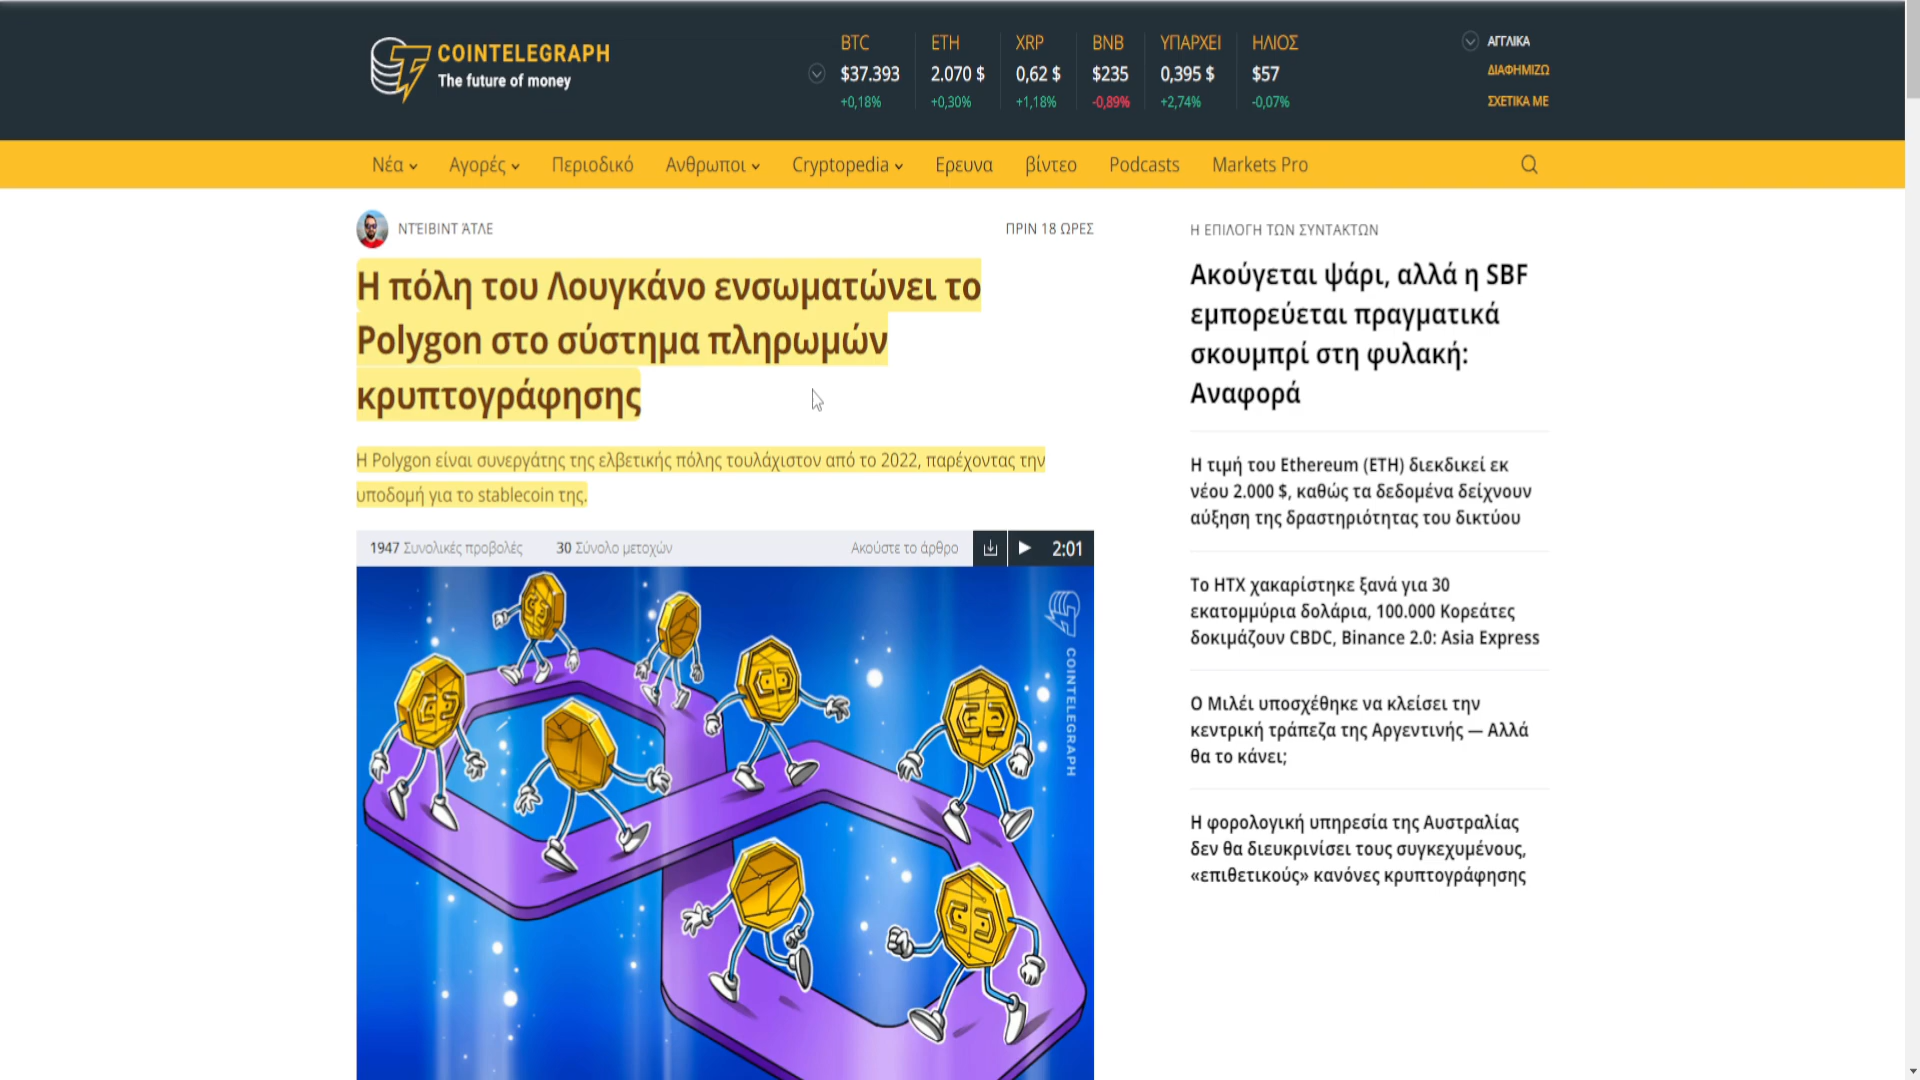 COINTELEGRAPH
The future of money
BTC ETH XRP BNB ΥΠΑΡΧΕΙ ΗΛΙΟΣ
$37.393 2.070 $ 0,62 $ $235 0,395 $ $57
+0,18% +0,30% +1,18% -0,89% +2,74% -0,07%
ΑΓΓΛΙΚΑ
ΔΙΑΦΗΜΙΖΩ
ΣΧΕΤΙΚΑ ΜΕ
Νέα Αγορές Περιοδικό Ανθρωποι Cryptopedia Ερευνα βίντεο Podcasts Markets Pro
ΝΤΈΙΒΙΝΤ ΆΤΛΕ ΠΡΙΝ 18 ΩΡΕΣ
Η πόλη του Λουγκάνο ενσωματώνει το
Polygon στο σύστημα πληρωμών
κρυπτογράφησης
Η Polygon είναι συνεργάτης της ελβετικής πόλης τουλάχιστον από το 2022, παρέχοντας την
υποδομή για το stablecoin της.
1947 Συνολικές προβολές 30 Σύνολο μετοχών Ακούστε το άρθρο 2:01
COINTELEGRAPH
Η ΕΠΙΛΟΓΗ ΤΩΝ ΣΥΝΤΑΚΤΩΝ
Ακούγεται ψάρι, αλλά η SBF
εμπορεύεται πραγματικά
σκουμπρί στη φυλακή:
Αναφορά
Η τιμή του Ethereum (ETH) διεκδικεί εκ
νέου 2.000 $, καθώς τα δεδομένα δείχνουν
αύξηση της δραστηριότητας του δικτύου
Το HTX χακαρίστηκε ξανά για 30
εκατομμύρια δολάρια, 100.000 Κορεάτες
δοκιμάζουν CBDC, Binance 2.0: Asia Express
Ο Μιλέι υποσχέθηκε να κλείσει την
κεντρική τράπεζα της Αργεντινής — Αλλά
θα το κάνει;
Η φορολογική υπηρεσία της Αυστραλίας
δεν θα διευκρινίσει τους συγκεχυμένους,
«επιθετικούς» κανόνες κρυπτογράφησης